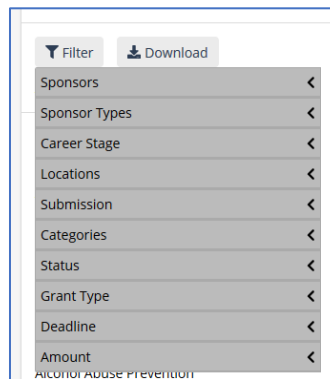 Filter Download
Sponsors
Sponsor Types
Career Stage
Locations
Submission
Categories
Status
Grant Type
Deadline
Amount
Alcohol Abuse Prevention